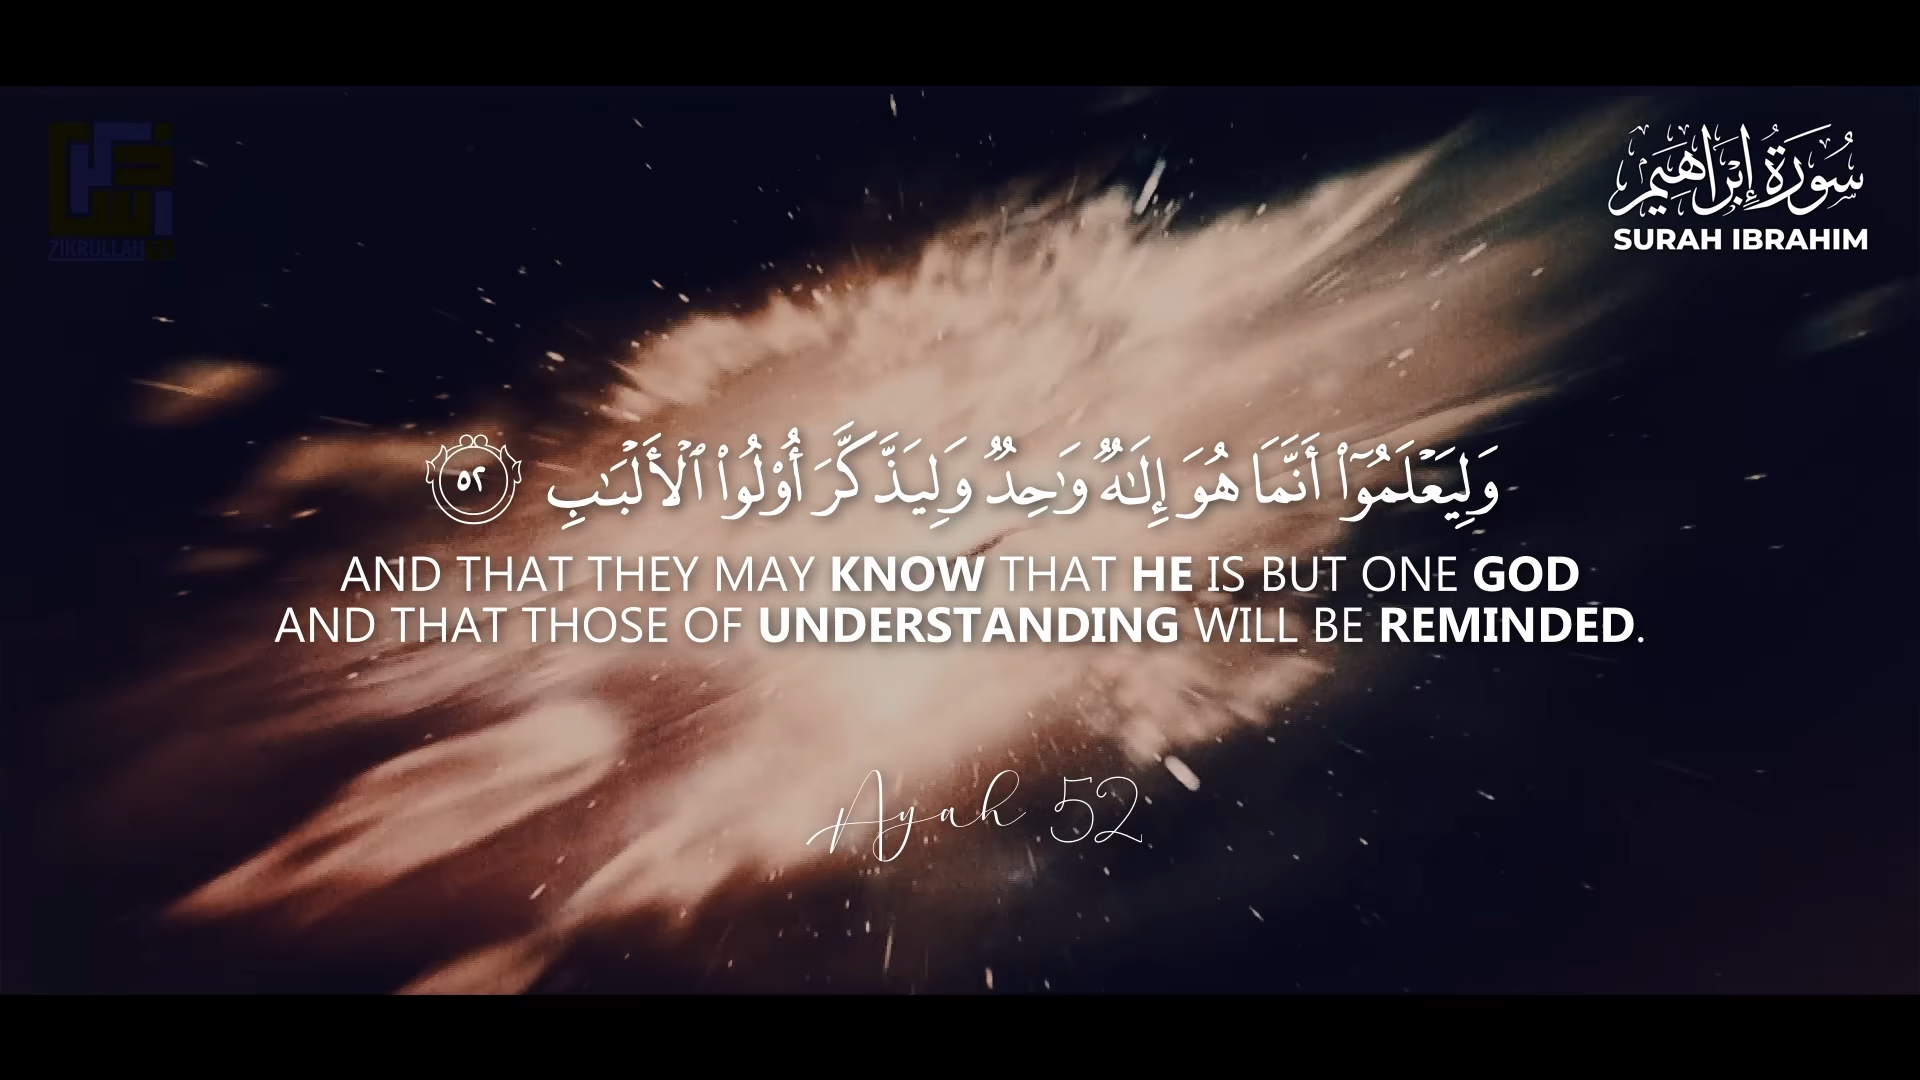 ZIKRULLAH
سُورَةُ إِبْرَاهِيم
SURAH IBRAHIM
وَلِيَعْلَمُوٓا۟ أَنَّمَا هُوَ إِلَٰهٌ وَٰحِدٌ وَلِيَذَّكَّرَ أُو۟لُوا۟ ٱلْأَلْبَٰبِ ٥٢
AND THAT THEY MAY KNOW THAT HE IS BUT ONE GOD
AND THAT THOSE OF UNDERSTANDING WILL BE REMINDED.
Ayah 52